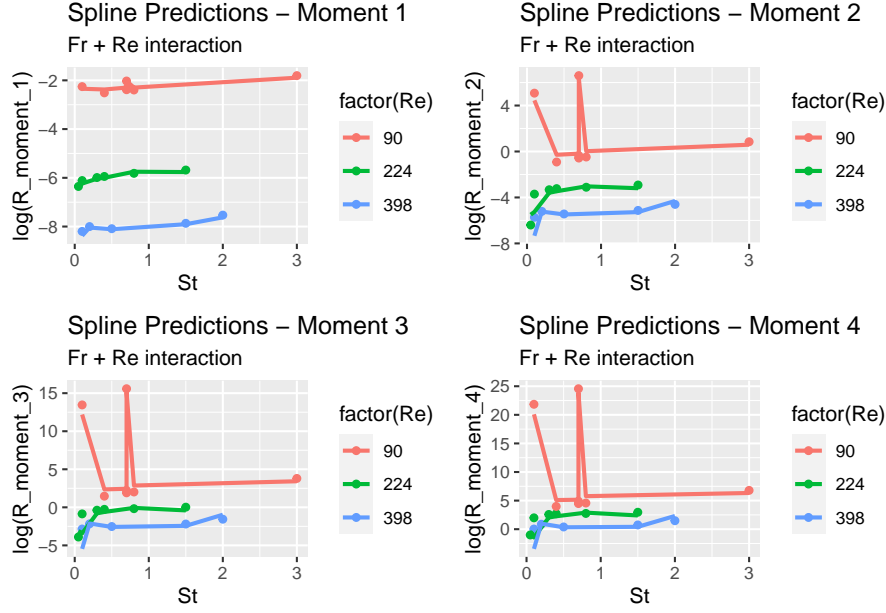 Spline Predictions – Moment 1
Fr + Re interaction
log(R_moment_1)
−2
−4
−6
−8
0
1
2
3
St
factor(Re)
90
224
398
Spline Predictions – Moment 2
Fr + Re interaction
log(R_moment_2)
4
0
−4
−8
0
1
2
3
St
factor(Re)
90
224
398
Spline Predictions – Moment 3
Fr + Re interaction
log(R_moment_3)
15
10
5
0
−5
0
1
2
3
St
factor(Re)
90
224
398
Spline Predictions – Moment 4
Fr + Re interaction
log(R_moment_4)
25
20
15
10
5
0
0
1
2
3
St
factor(Re)
90
224
398